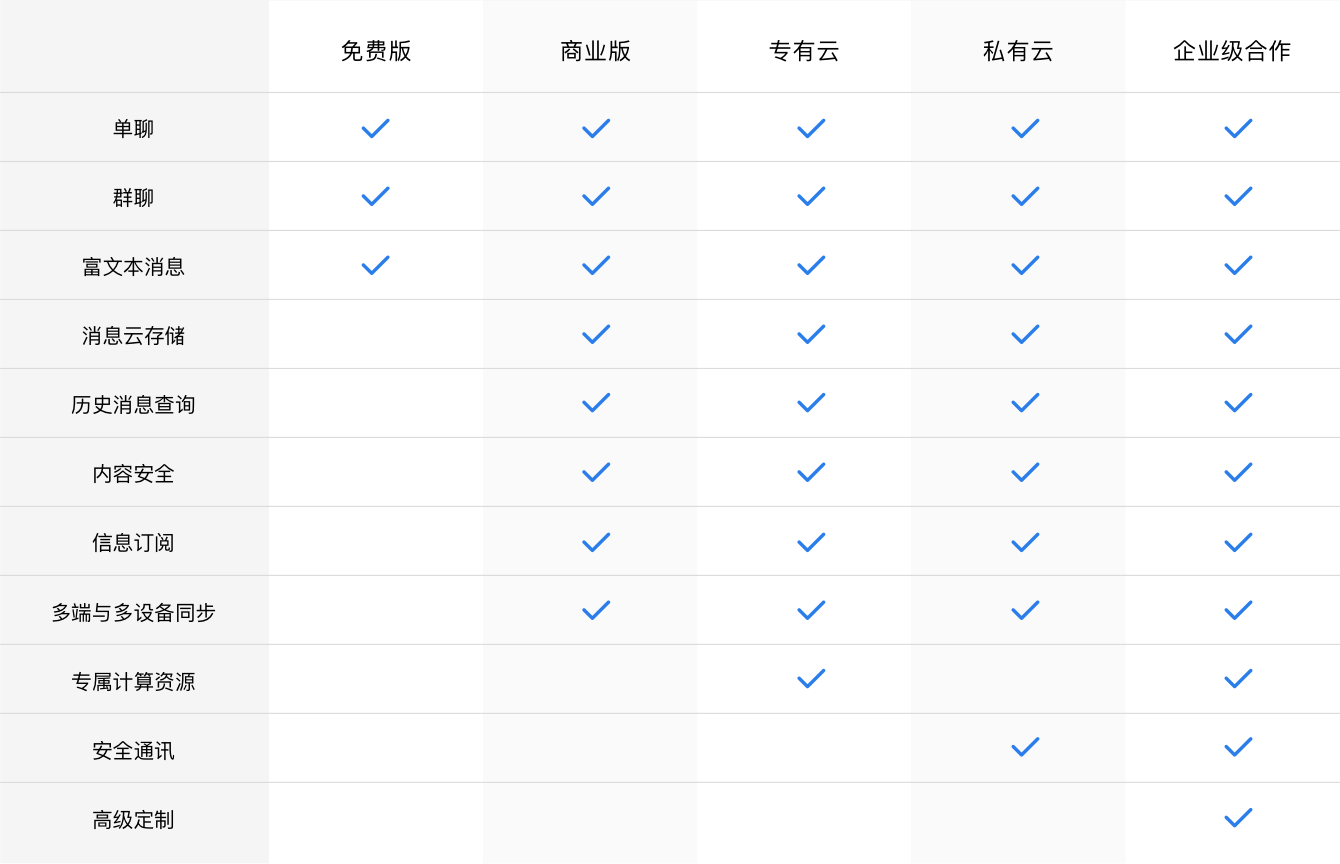 免费版 商业版 专有云 私有云 企业级合作
单聊
群聊
富文本消息
消息云存储
历史消息查询
内容安全
信息订阅
多端与多设备同步
专属计算资源
安全通讯
高级定制